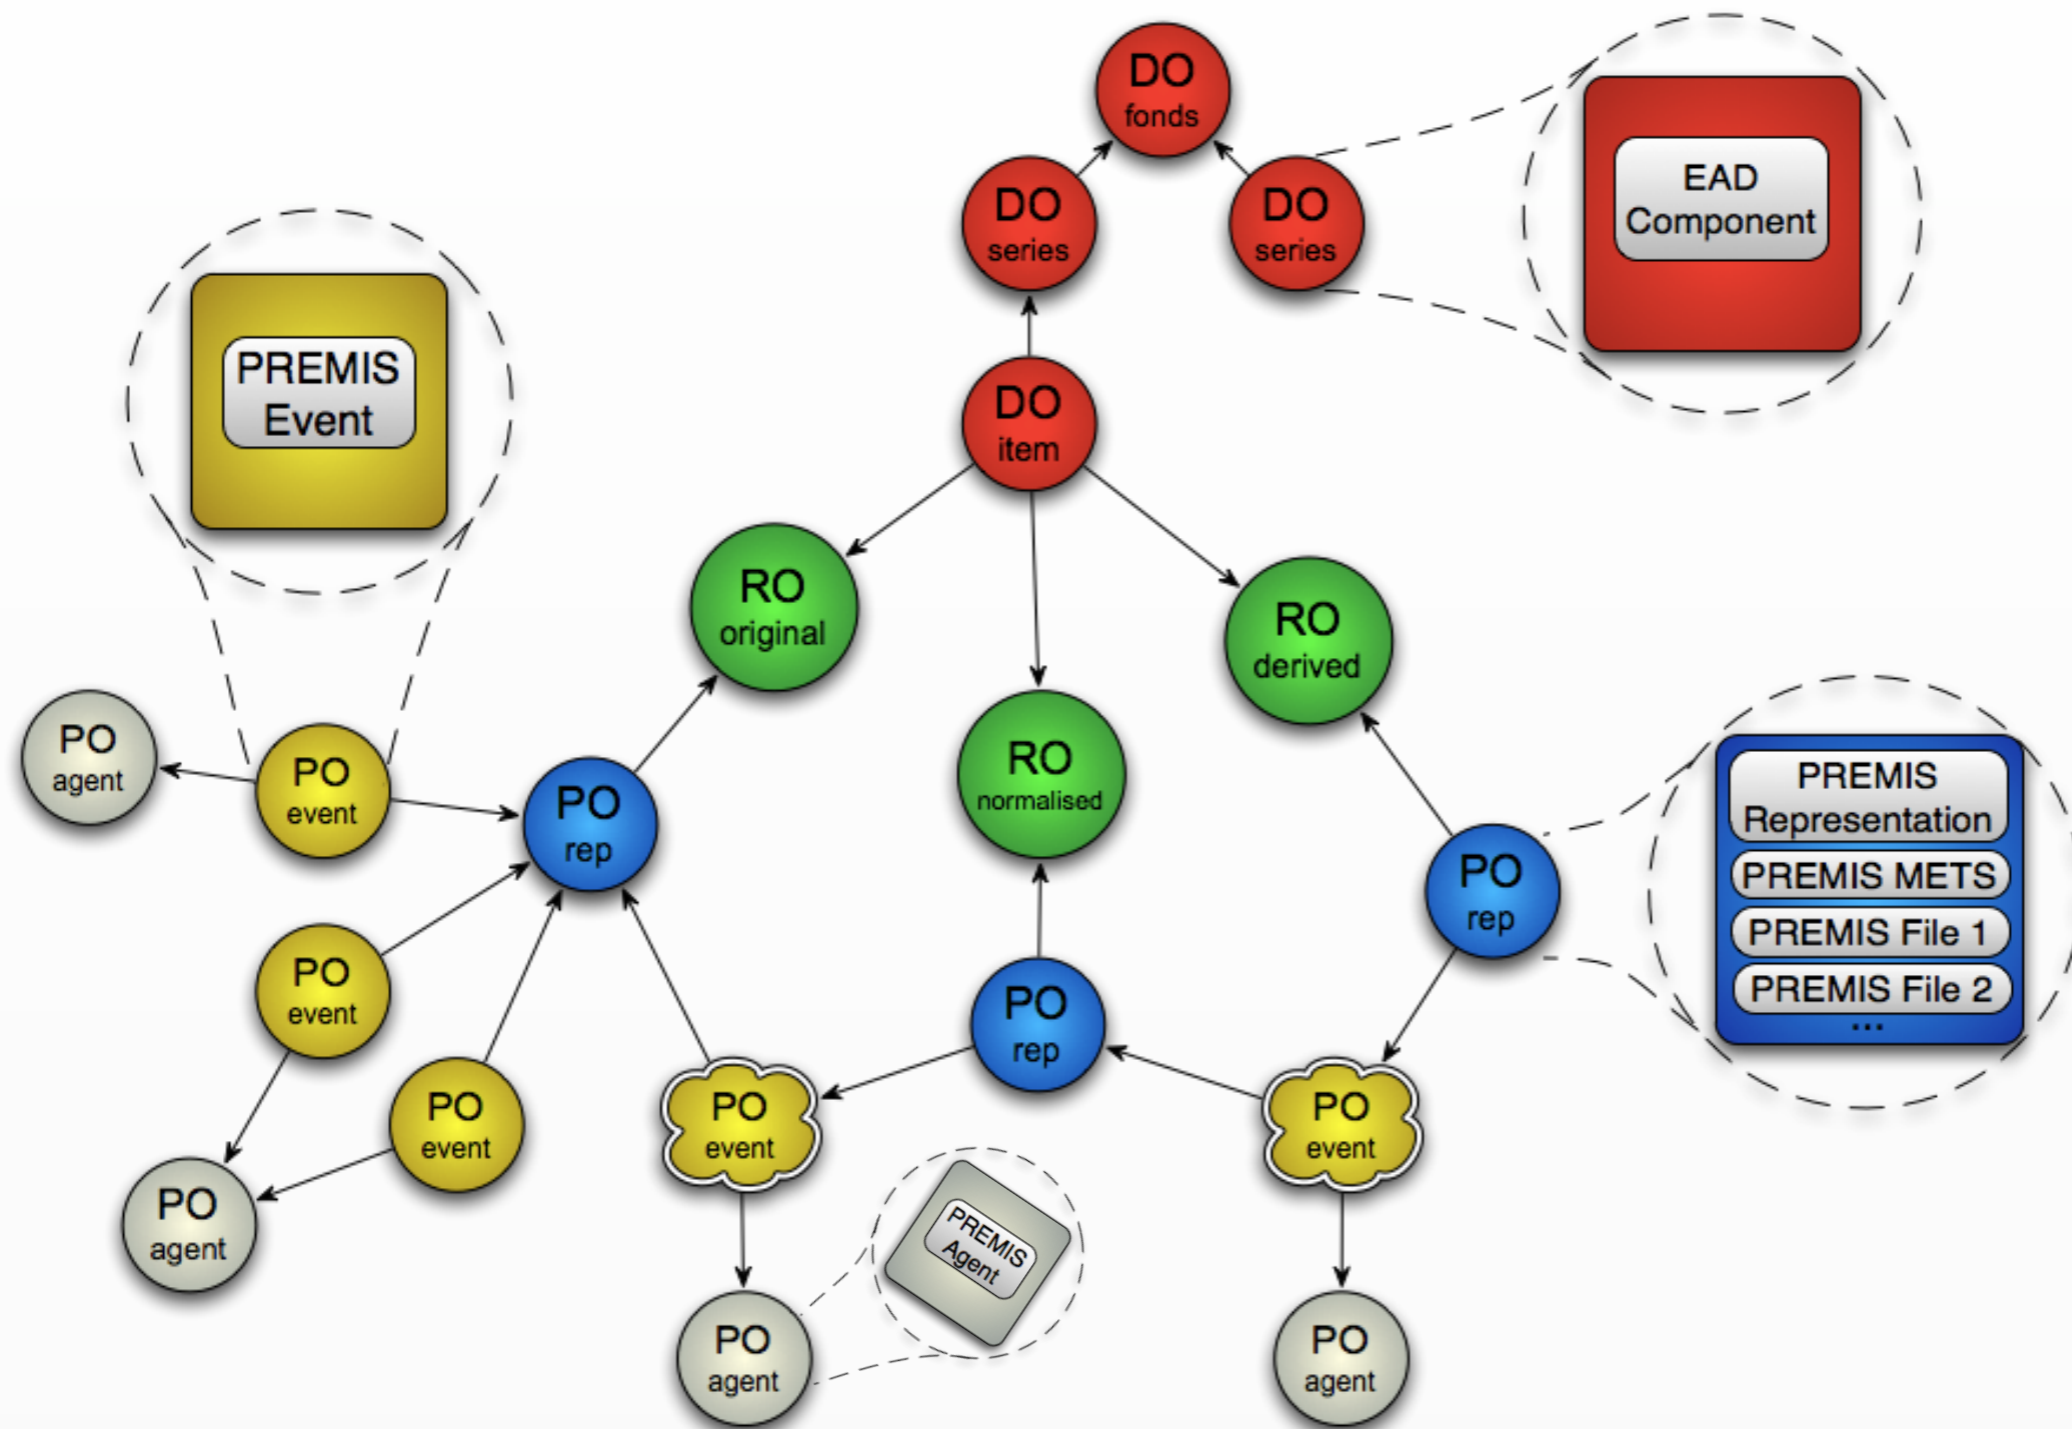 DO
fonds
DO
series
DO
series
EAD
Component
PREMIS
Event
DO
item
RO
original
RO
derived
RO
normalised
PO
agent
PO
event
PO
rep
PREMIS
Representation
PREMIS METS
PREMIS File 1
PREMIS File 2
...
PO
rep
PO
event
PO
rep
PO
event
PO
event
PO
event
PO
agent
PREMIS
Agent
PO
agent
PO
agent